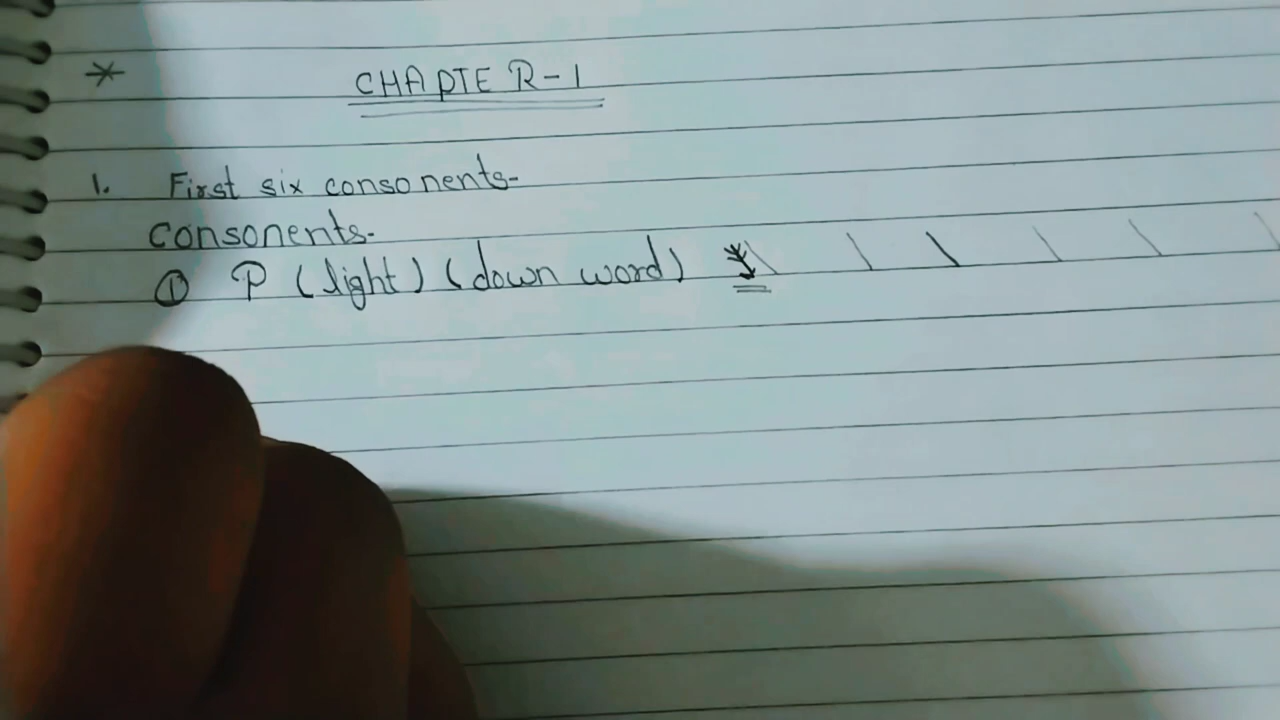 * CHAPTER-1
1. First six consonents-
Consonents-
① P (light) (down word)